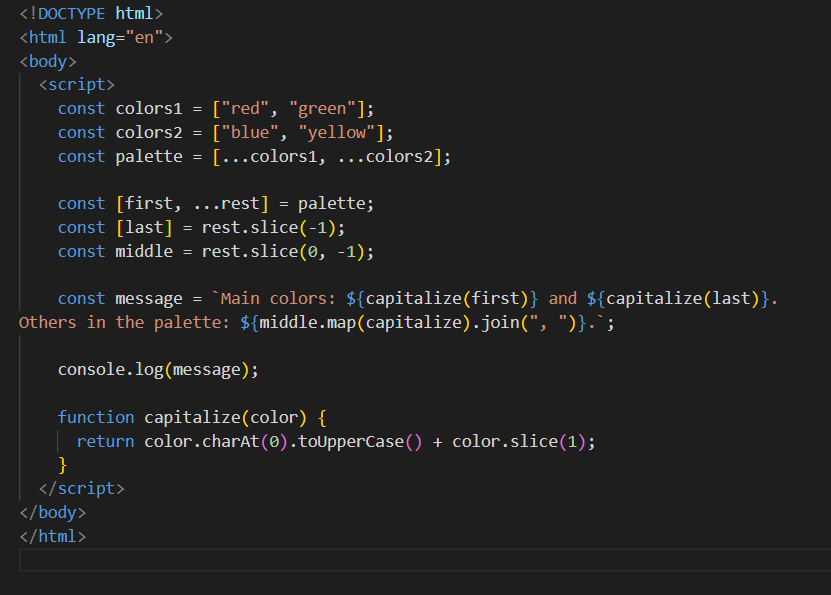 <!DOCTYPE html>
<html lang="en">
<body>
  <script>
    const colors1 = ["red", "green"];
    const colors2 = ["blue", "yellow"];
    const palette = [...colors1, ...colors2];

    const [first, ...rest] = palette;
    const [last] = rest.slice(-1);
    const middle = rest.slice(0, -1);

    const message = `Main colors: ${capitalize(first)} and ${capitalize(last)}.
Others in the palette: ${middle.map(capitalize).join(", ")}.`;

    console.log(message);

    function capitalize(color) {
      return color.charAt(0).toUpperCase() + color.slice(1);
    }
  </script>
</body>
</html>